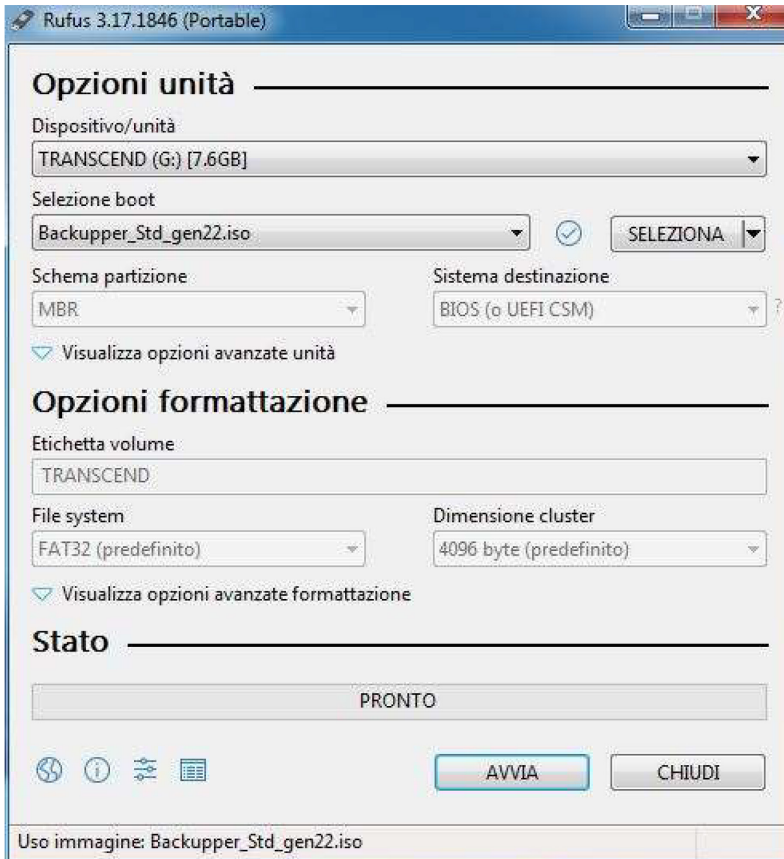 Rufus 3.17.1846 (Portable)
Opzioni unità
Dispositivo/unità
TRANSCEND (G:) [7.6GB]
Selezione boot
Backupper_Std_gen22.iso
SELEZIONA
Schema partizione
Sistema destinazione
MBR
BIOS (o UEFI CSM)
?
Visualizza opzioni avanzate unità
Opzioni formattazione
Etichetta volume
TRANSCEND
File system
Dimensione cluster
FAT32 (predefinito)
4096 byte (predefinito)
Visualizza opzioni avanzate formattazione
Stato
PRONTO
AVVIA
CHIUDI
Uso immagine: Backupper_Std_gen22.iso